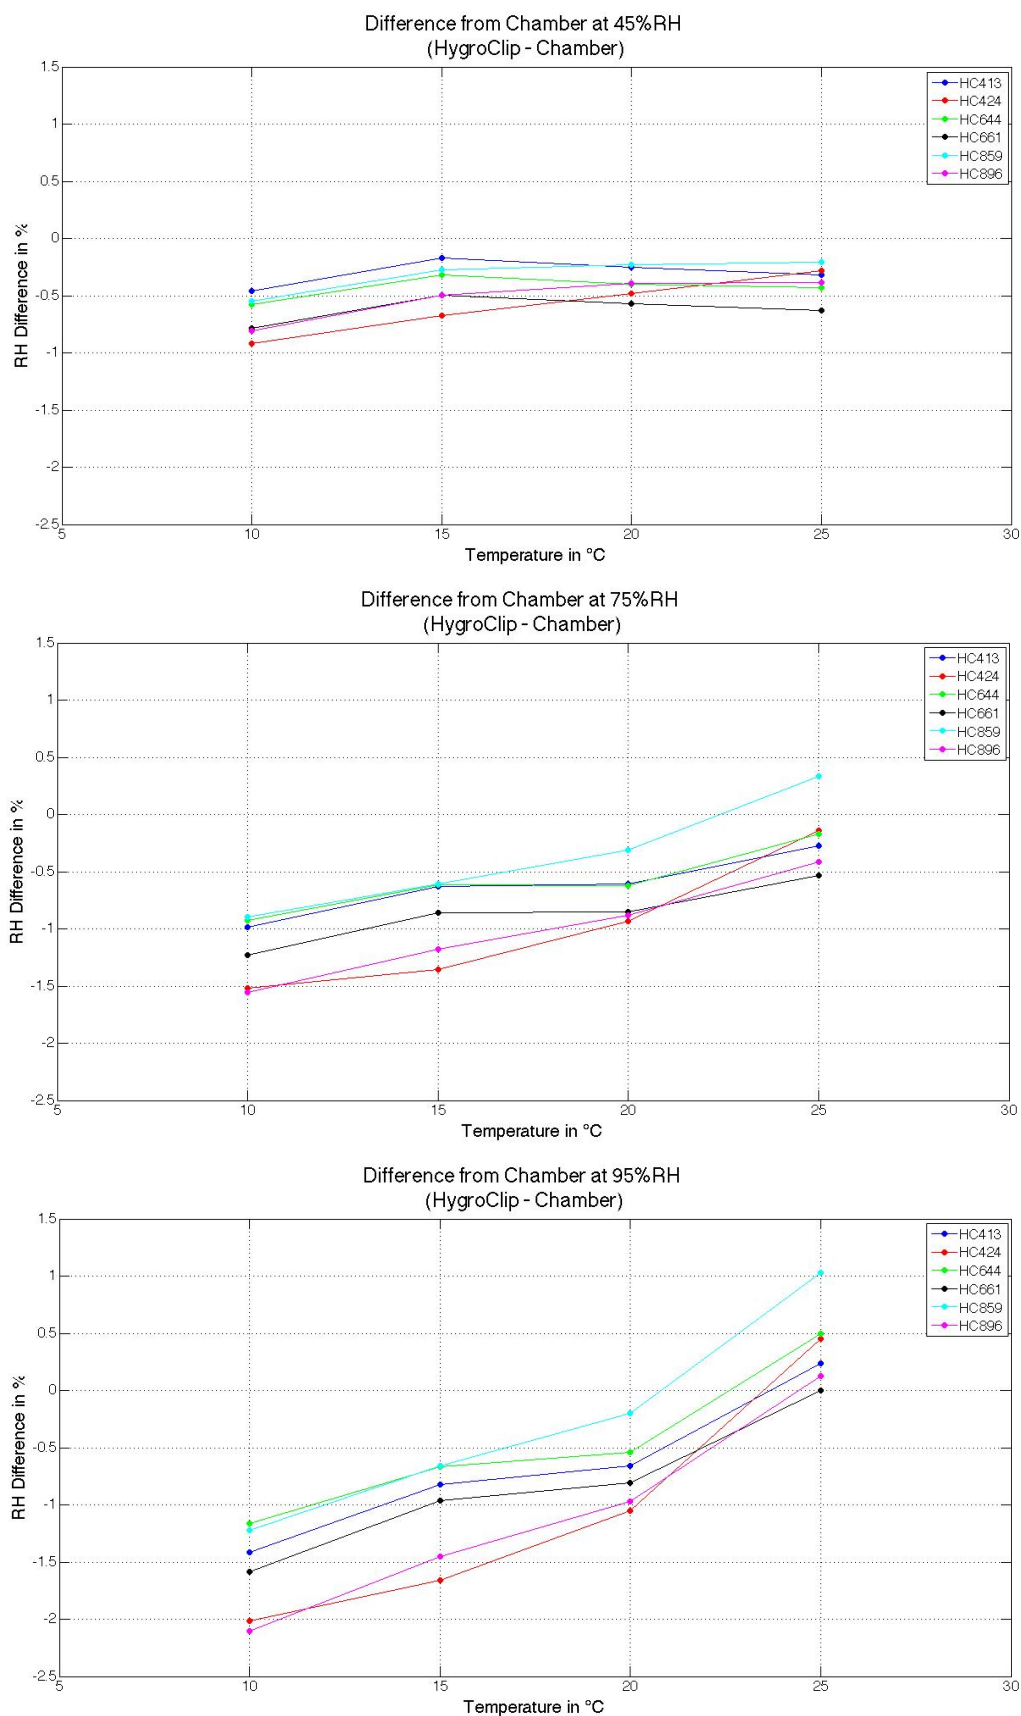 Difference from Chamber at 45%RH
(HygroClip - Chamber)
1.5
1
0.5
0
-0.5
-1
-1.5
-2
-2.5
RH Difference in %
HC413
HC424
HC644
HC661
HC859
HC896
5
10
15
20
25
30
Temperature in °C
Difference from Chamber at 75%RH
(HygroClip - Chamber)
1.5
1
0.5
0
-0.5
-1
-1.5
-2
-2.5
RH Difference in %
HC413
HC424
HC644
HC661
HC859
HC896
5
10
15
20
25
30
Temperature in °C
Difference from Chamber at 95%RH
(HygroClip - Chamber)
1.5
1
0.5
0
-0.5
-1
-1.5
-2
-2.5
RH Difference in %
HC413
HC424
HC644
HC661
HC859
HC896
5
10
15
20
25
30
Temperature in °C